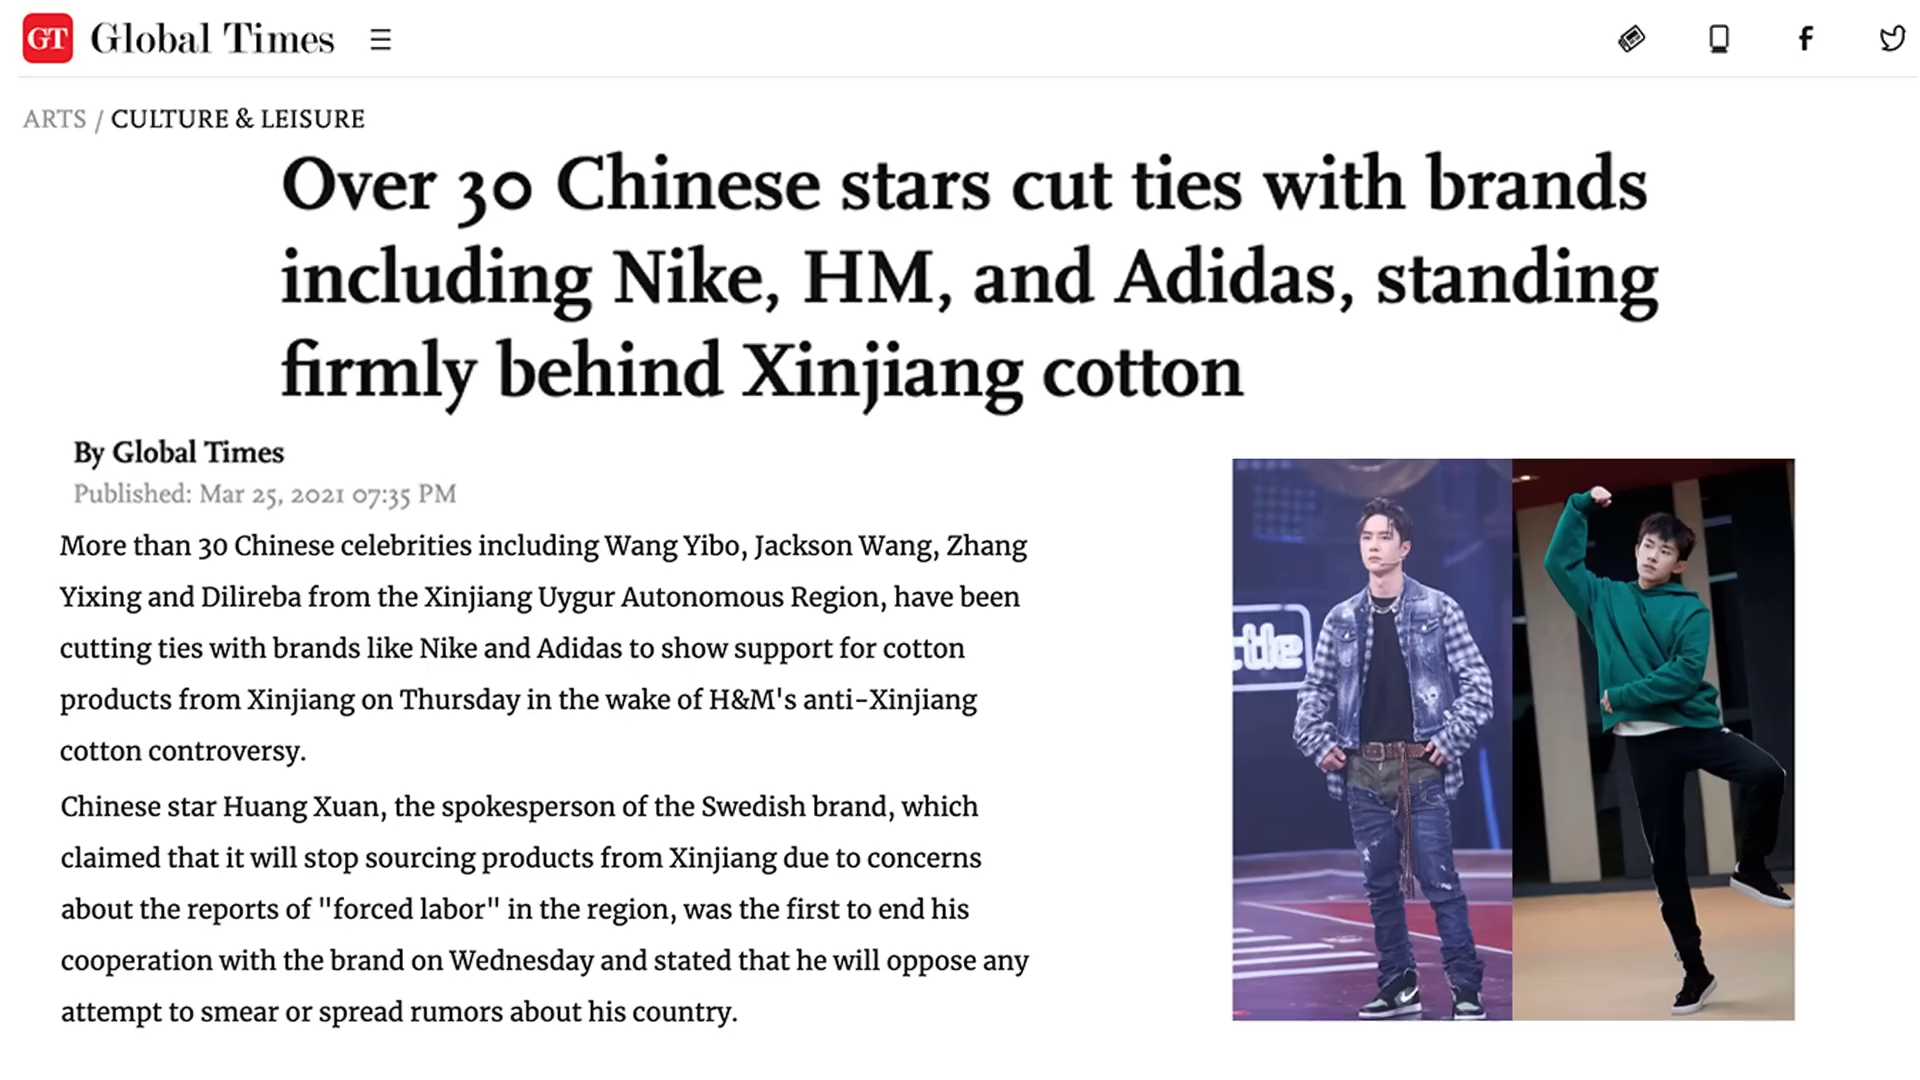 GT Global Times
ARTS / CULTURE & LEISURE
Over 30 Chinese stars cut ties with brands
including Nike, HM, and Adidas, standing
firmly behind Xinjiang cotton
By Global Times
Published: Mar 25, 2021 07:35 PM
More than 30 Chinese celebrities including Wang Yibo, Jackson Wang, Zhang
Yixing and Dilireba from the Xinjiang Uygur Autonomous Region, have been
cutting ties with brands like Nike and Adidas to show support for cotton
products from Xinjiang on Thursday in the wake of H&M's anti-Xinjiang
cotton controversy.
Chinese star Huang Xuan, the spokesperson of the Swedish brand, which
claimed that it will stop sourcing products from Xinjiang due to concerns
about the reports of "forced labor" in the region, was the first to end his
cooperation with the brand on Wednesday and stated that he will oppose any
attempt to smear or spread rumors about his country.